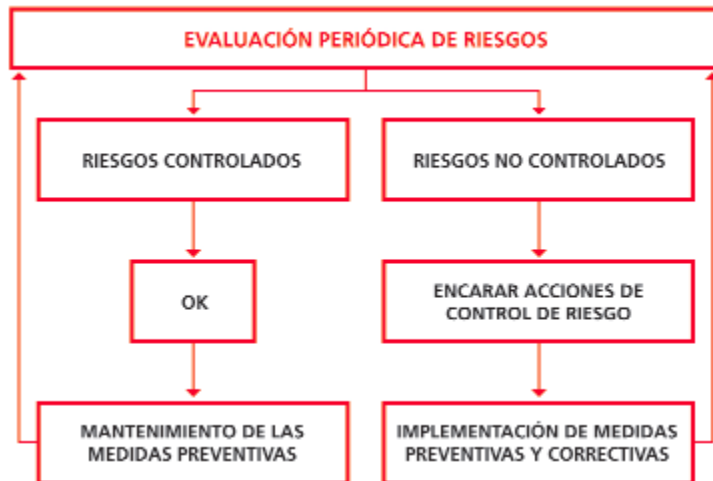 EVALUACIÓN PERIÓDICA DE RIESGOS
RIESGOS CONTROLADOS
RIESGOS NO CONTROLADOS
OK
ENCARAR ACCIONES DE
CONTROL DE RIESGO
MANTENIMIENTO DE LAS
MEDIDAS PREVENTIVAS
IMPLEMENTACIÓN DE MEDIDAS
PREVENTIVAS Y CORRECTIVAS